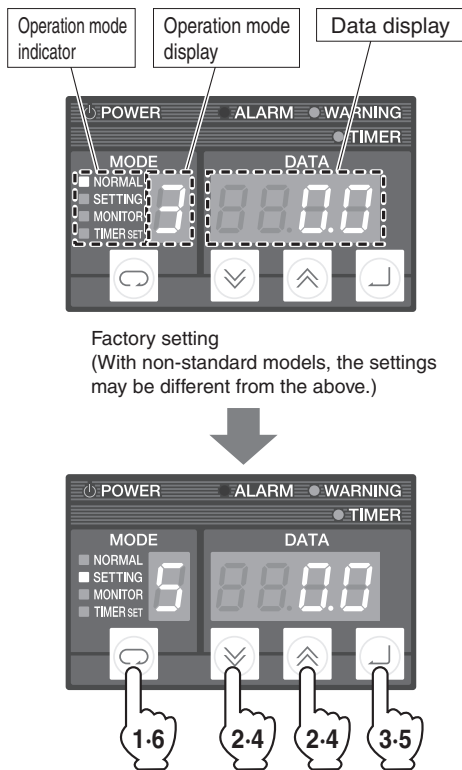 Operation mode
indicator
Operation mode
display
Data display
POWER
ALARM
WARNING
TIMER
MODE
DATA
NORMAL
SETTING
MONITOR
TIMER SET
3
0.0
Factory setting
(With non-standard models, the settings
may be different from the above.)
POWER
ALARM
WARNING
TIMER
MODE
DATA
NORMAL
SETTING
MONITOR
TIMER SET
5
0.0
1·6
2·4
2·4
3·5